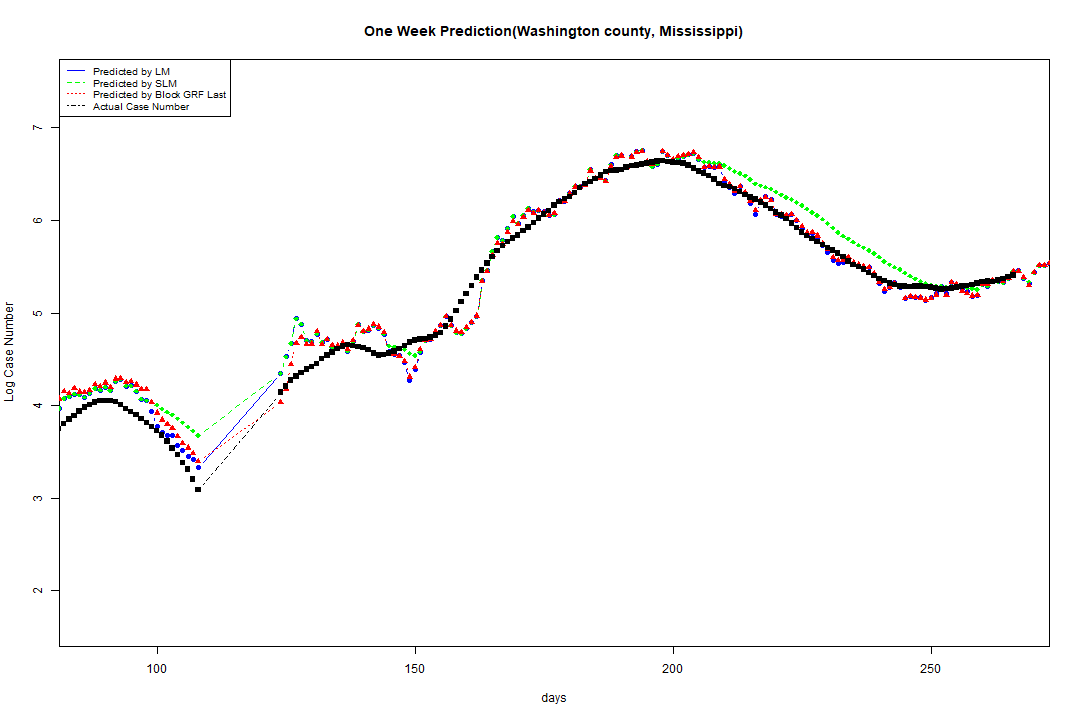 One Week Prediction(Washington county, Mississippi)
Predicted by LM
Predicted by SLM
Predicted by Block GRF Last
Actual Case Number
Log Case Number
7
6
5
4
3
2
100
150
200
250
days